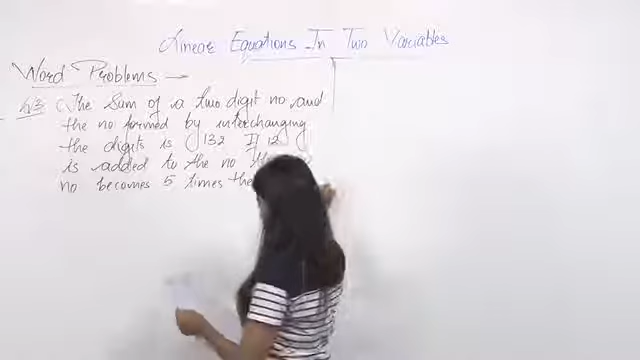 Linear Equations In Two Variables
Word Problems
The Sum of a two digit no and
the no formed by interchanging
the digits is 132 If 12
is added to the no the
no becomes 5 times the